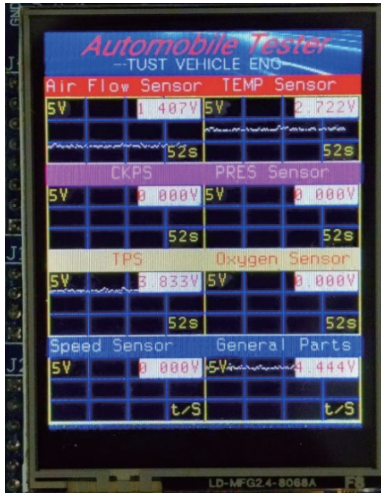 GND
Automobile Tester
--TUST VEHICLE ENG--
Air Flow Sensor TEMP Sensor
5V 1 407V 5V 2.722V
52s 52s
CKPS PRES Sensor
5V 0 000V 5V 0 000V
52s 52s
TPS Oxygen Sensor
5V 3 833V 5V 0.000V
52s 52s
Speed Sensor General Parts
5V 0 000V 5V 4.444V
t/S t/S
LD-MFG2.4-8068A F8